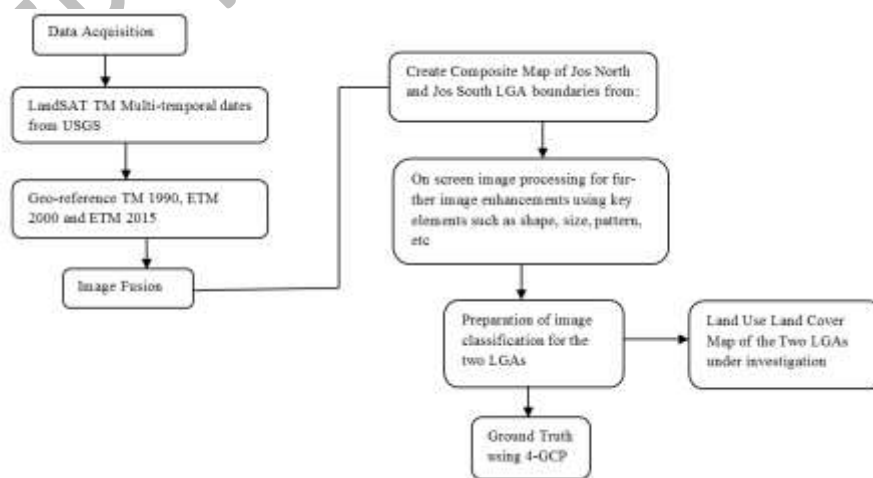 Data Acquisition
LandSAT TM Multi-temporal dates
from USGS
Geo-reference TM 1990, ETM
2000 and ETM 2015
Image Fusion
Create Composite Map of Jos North
and Jos South LGA boundaries from:
On screen image processing for fur-
ther image enhancements using key
elements such as shape, size, pattern,
etc
Preparation of image
classification for the
two LGAs
Land Use Land Cover
Map of the Two LGAs
under investigation
Ground Truth
using 4-GCP